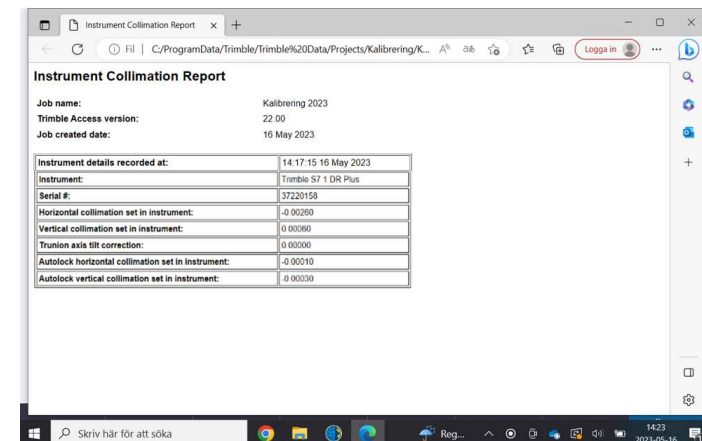 Instrument Collimation Report
Fil | C:/ProgramData/Trimble/Trimble%20Data/Projects/Kalibrering/K... Logga in
Instrument Collimation Report
Job name: Kalibrering 2023
Trimble Access version: 22.00
Job created date: 16 May 2023
Instrument details recorded at: 14:17:15 16 May 2023
Instrument: Trimble S7 1 DR Plus
Serial #: 37220158
Horizontal collimation set in instrument: -0.00260
Vertical collimation set in instrument: 0.00060
Trunion axis tilt correction: 0.00000
Autolock horizontal collimation set in instrument: -0.00010
Autolock vertical collimation set in instrument: -0.00030
Skriv här för att söka Reg... 14:23
2023-05-16